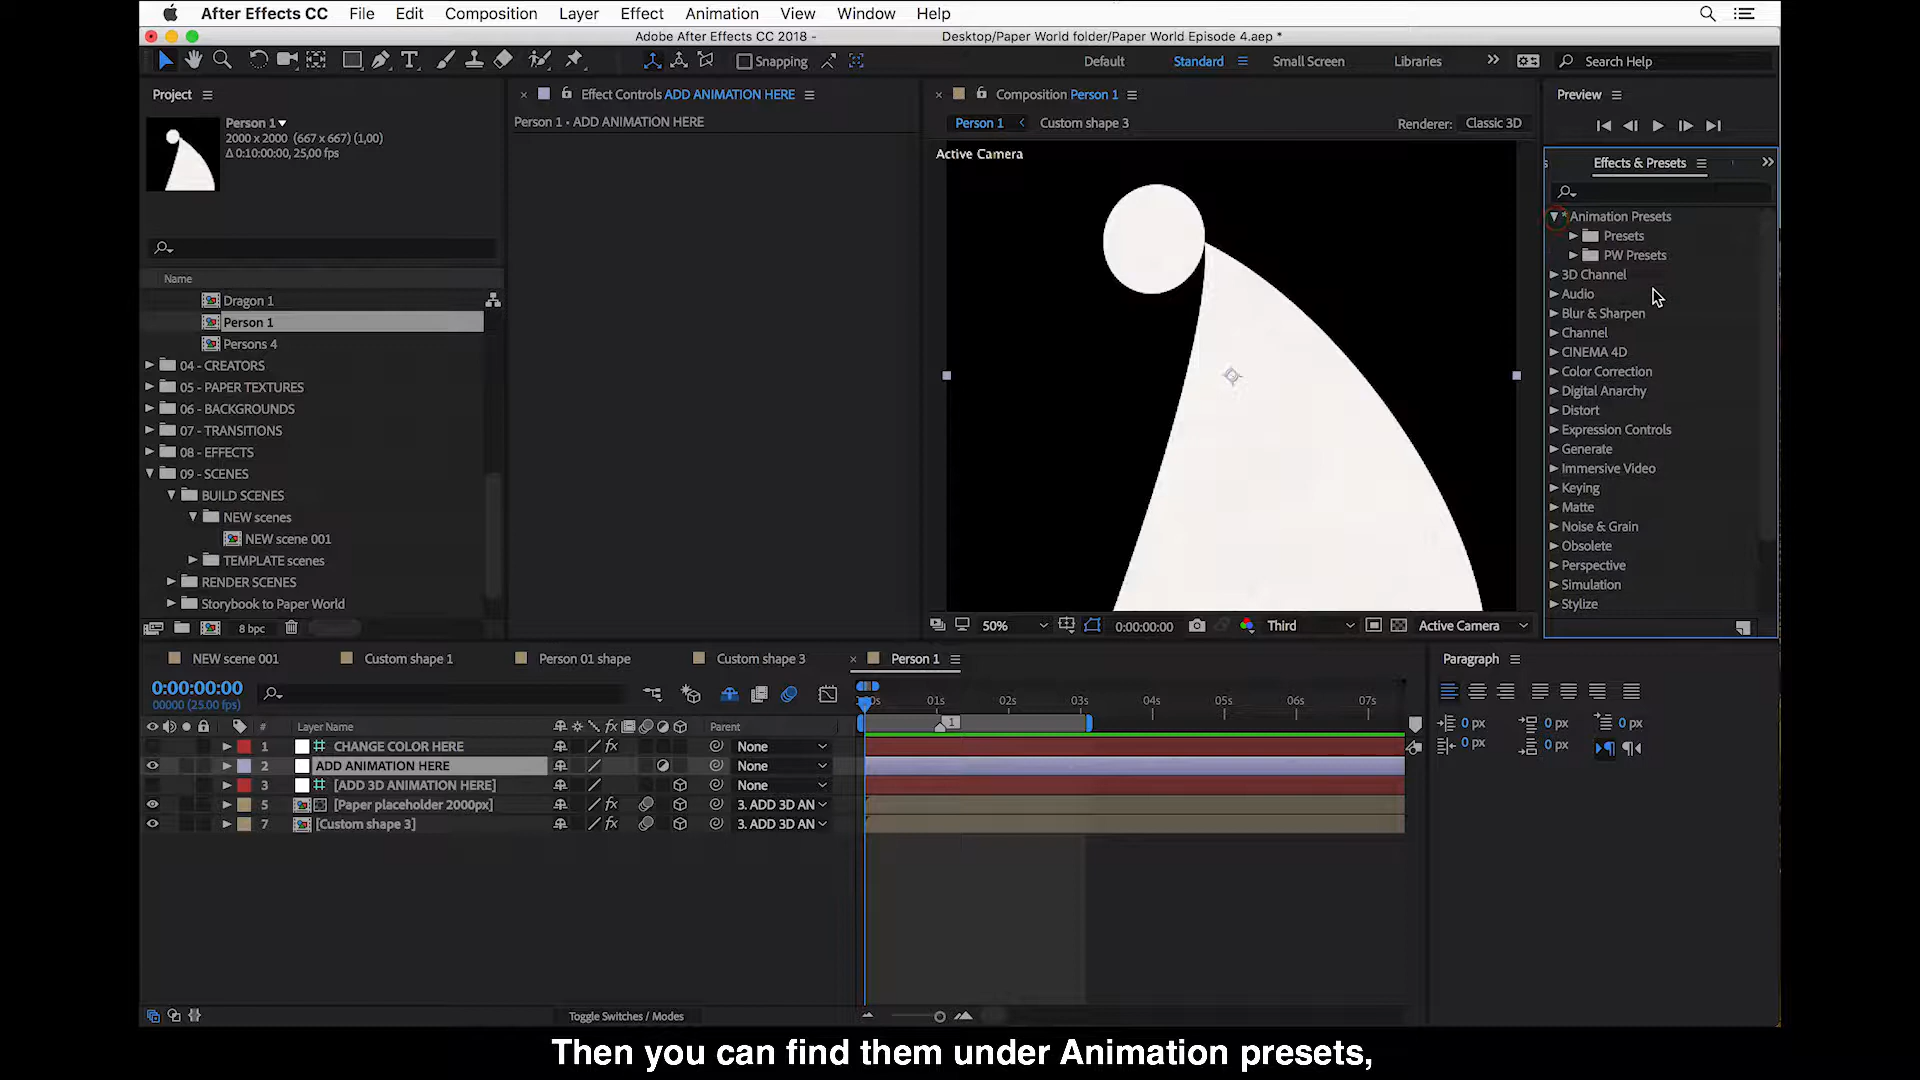 After Effects CC File Edit Composition Layer Effect Animation View Window Help
Adobe After Effects CC 2018 - Desktop/Paper World folder/Paper World Episode 4.aep *
Snapping Default Standard Small Screen Libraries Search Help
Project
Person 1
2000 x 2000 (667 x 667) (1,00)
Δ 0:10:00:00, 25,00 fps
Name
Dragon 1
Person 1
Persons 4
04 - CREATORS
05 - PAPER TEXTURES
06 - BACKGROUNDS
07 - TRANSITIONS
08 - EFFECTS
09 - SCENES
BUILD SCENES
NEW scenes
NEW scene 001
TEMPLATE scenes
RENDER SCENES
Storybook to Paper World
8 bpc
Effect Controls ADD ANIMATION HERE
Person 1 • ADD ANIMATION HERE
Composition Person 1
Person 1 Custom shape 3 Renderer: Classic 3D
Active Camera
50% 0:00:00:00 Third Active Camera
Preview
Effects & Presets
* Animation Presets
Presets
PW Presets
3D Channel
Audio
Blur & Sharpen
Channel
CINEMA 4D
Color Correction
Digital Anarchy
Distort
Expression Controls
Generate
Immersive Video
Keying
Matte
Noise & Grain
Obsolete
Perspective
Simulation
Stylize
NEW scene 001 Custom shape 1 Person 01 shape Custom shape 3 Person 1
0:00:00:00
00000 (25.00 fps)
01s 02s 03s 04s 05s 06s 07s
1
# Layer Name Parent
1 CHANGE COLOR HERE None
2 ADD ANIMATION HERE None
3 [ADD 3D ANIMATION HERE] None
5 [Paper placeholder 2000px] 3. ADD 3D AN
7 [Custom shape 3] 3. ADD 3D AN
Toggle Switches / Modes
Paragraph
0 px 0 px 0 px
0 px 0 px
Then you can find them under Animation presets,